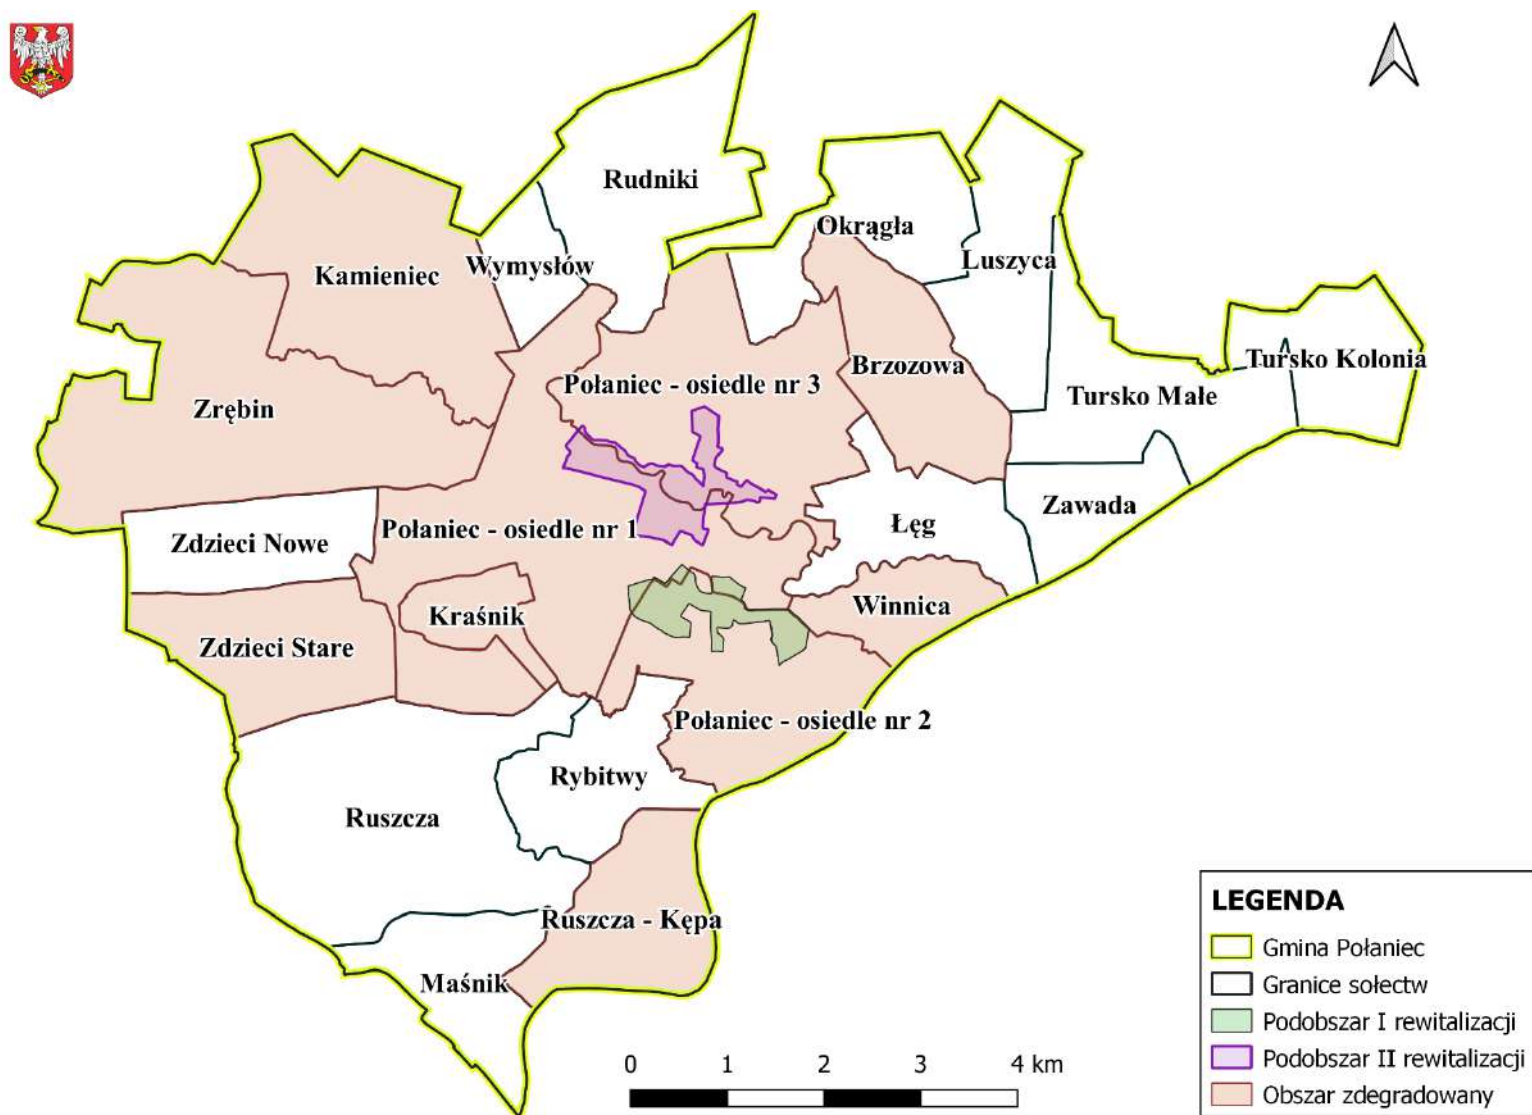 Rudniki
Okrągła
Wymysłów
Luszyca
Kamieniec
Tursko Kolonia
Brzozowa
Połaniec - osiedle nr 3
Tursko Małe
Zrębin
Zawada
Łęg
Połaniec - osiedle nr 1
Zdzieci Nowe
Winnica
Kraśnik
Zdzieci Stare
Połaniec - osiedle nr 2
Rybitwy
Ruszcza
Ruszcza - Kępa
Maśnik
LEGENDA
Gmina Połaniec
Granice sołectw
Podobszar I rewitalizacji
Podobszar II rewitalizacji
Obszar zdegradowany
0 1 2 3 4 km